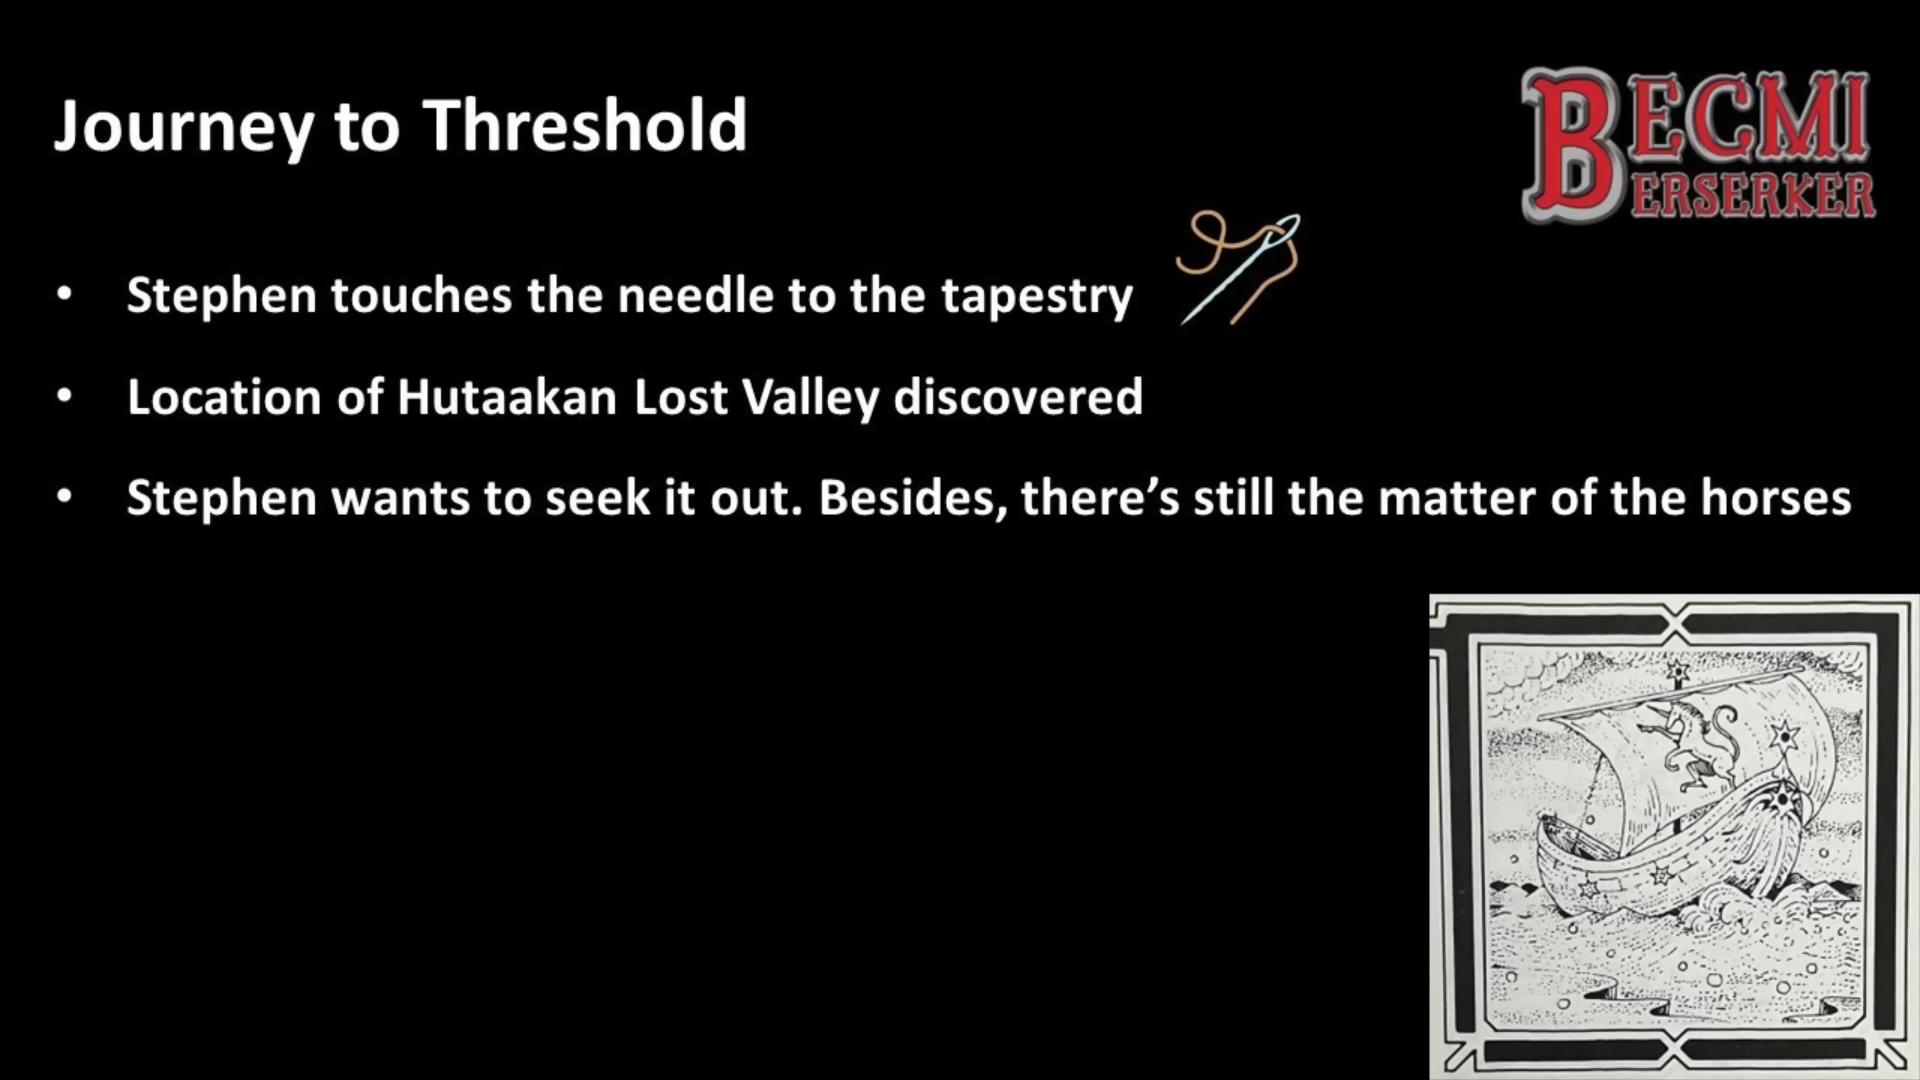 Journey to Threshold
BECMI
BERSERKER
• Stephen touches the needle to the tapestry
• Location of Hutaakan Lost Valley discovered
• Stephen wants to seek it out. Besides, there’s still the matter of the horses